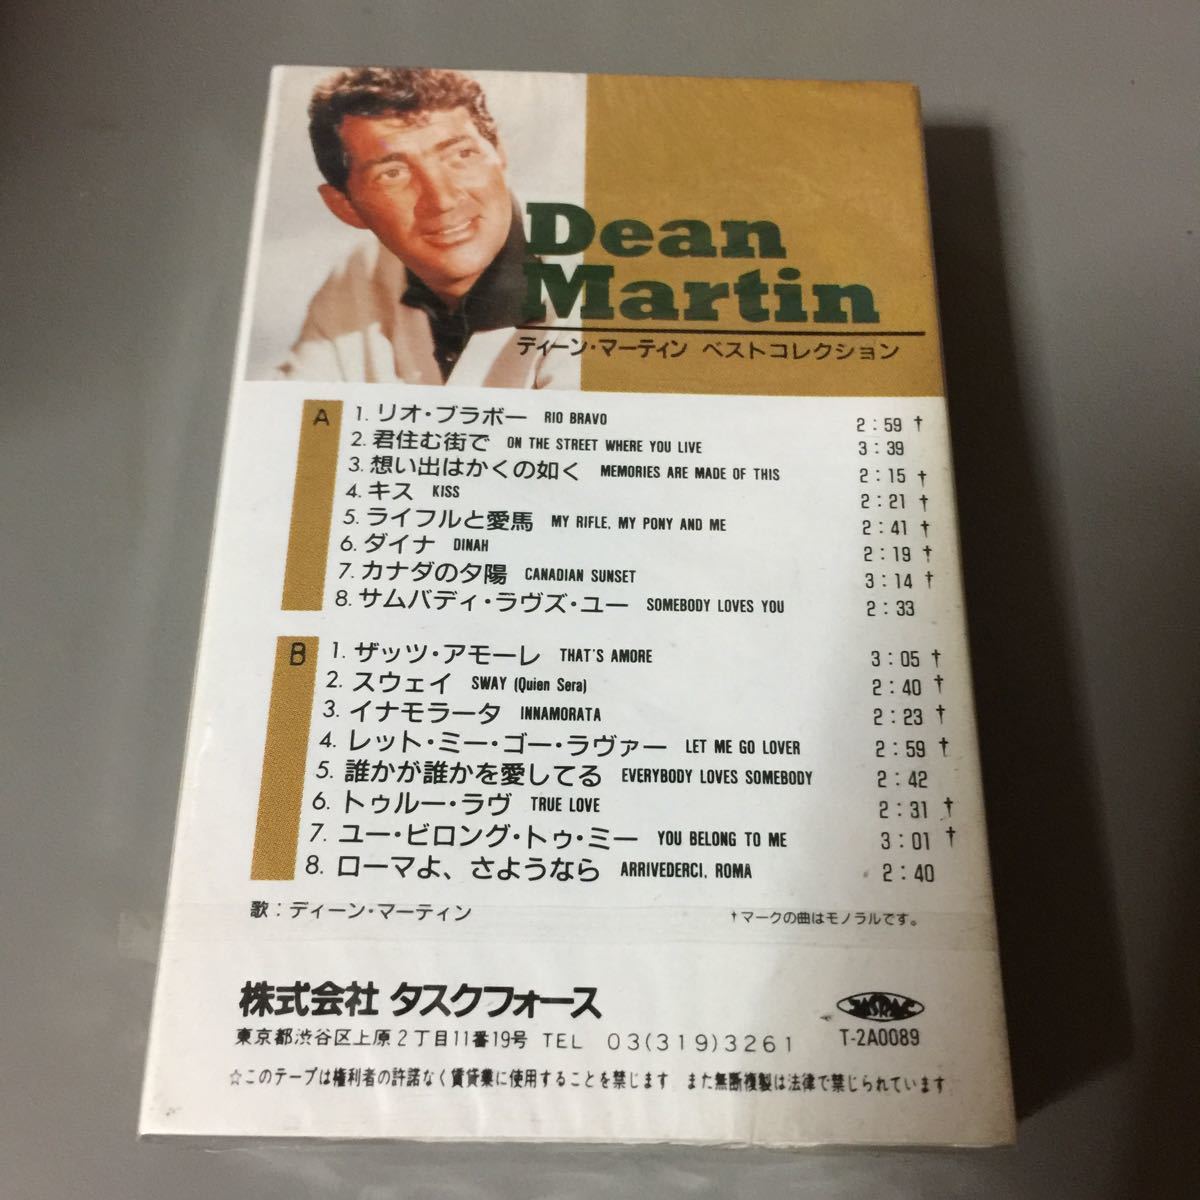 Dean
Martin
ディーン・マーティン ベストコレクション
A
1. リオ・ブラボー RIO BRAVO 2:59 †
2. 君住む街で ON THE STREET WHERE YOU LIVE 3:39
3. 想い出はかくの如く MEMORIES ARE MADE OF THIS 2:15 †
4. キス KISS 2:21 †
5. ライフルと愛馬 MY RIFLE, MY PONY AND ME 2:41 †
6. ダイナ DINAH 2:19 †
7. カナダの夕陽 CANADIAN SUNSET 3:14 †
8. サムバディ・ラヴズ・ユー SOMEBODY LOVES YOU 2:33
B
1. ザッツ・アモーレ THAT'S AMORE 3:05 †
2. スウェイ SWAY (Quien Sera) 2:40 †
3. イナモラータ INNAMORATA 2:23 †
4. レット・ミー・ゴー・ラヴァー LET ME GO LOVER 2:59 †
5. 誰かが誰かを愛してる EVERYBODY LOVES SOMEBODY 2:42
6. トゥルー・ラヴ TRUE LOVE 2:31 †
7. ユー・ビロング・トゥ・ミー YOU BELONG TO ME 3:01 †
8. ローマよ、さようなら ARRIVEDERCI, ROMA 2:40
歌：ディーン・マーティン
†マークの曲はモノラルです。
株式会社 タスクフォース
JASRAC
東京都渋谷区上原2丁目11番19号 TEL 03(319)3261
T-2A0089
☆このテープは権利者の許諾なく賃貸業に使用することを禁じます また無断複製は法律で禁じられています